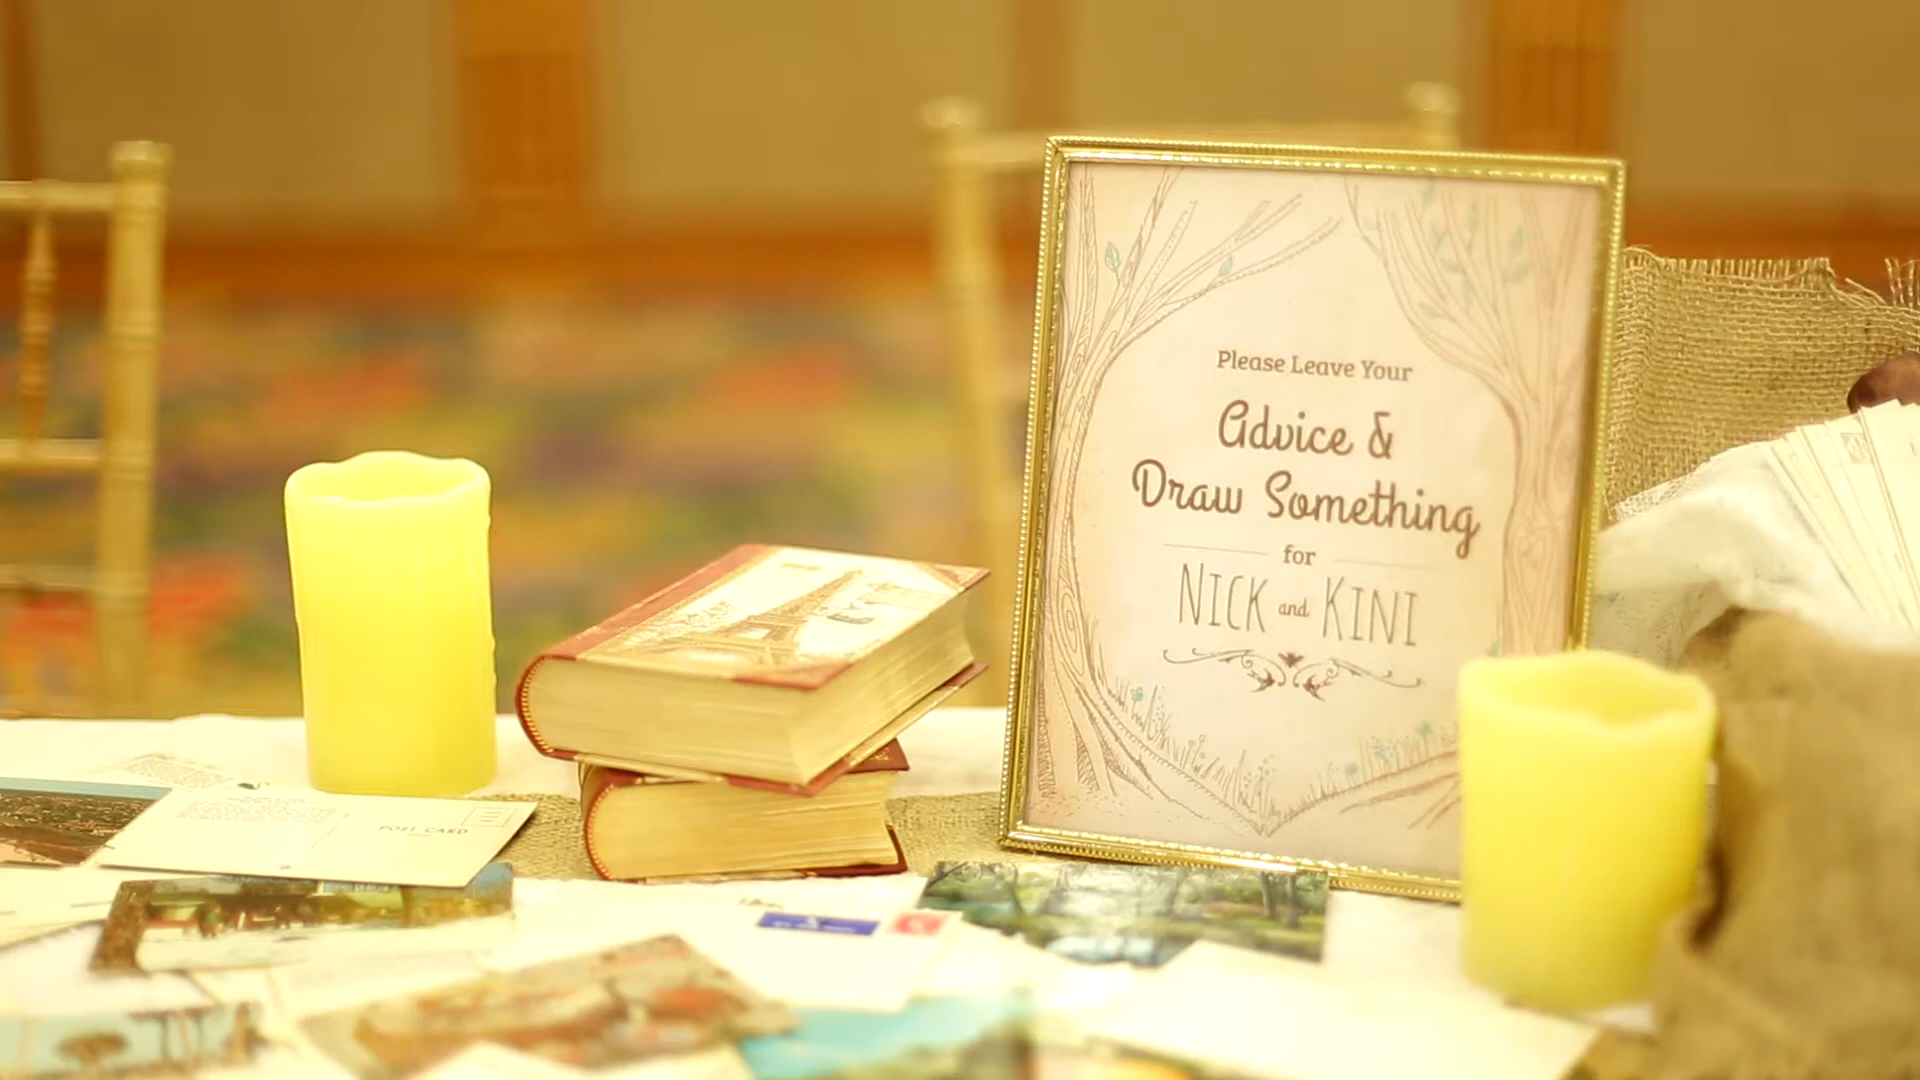 Please Leave Your
Advice &
Draw Something
for
NICK and KINI
POST CARD